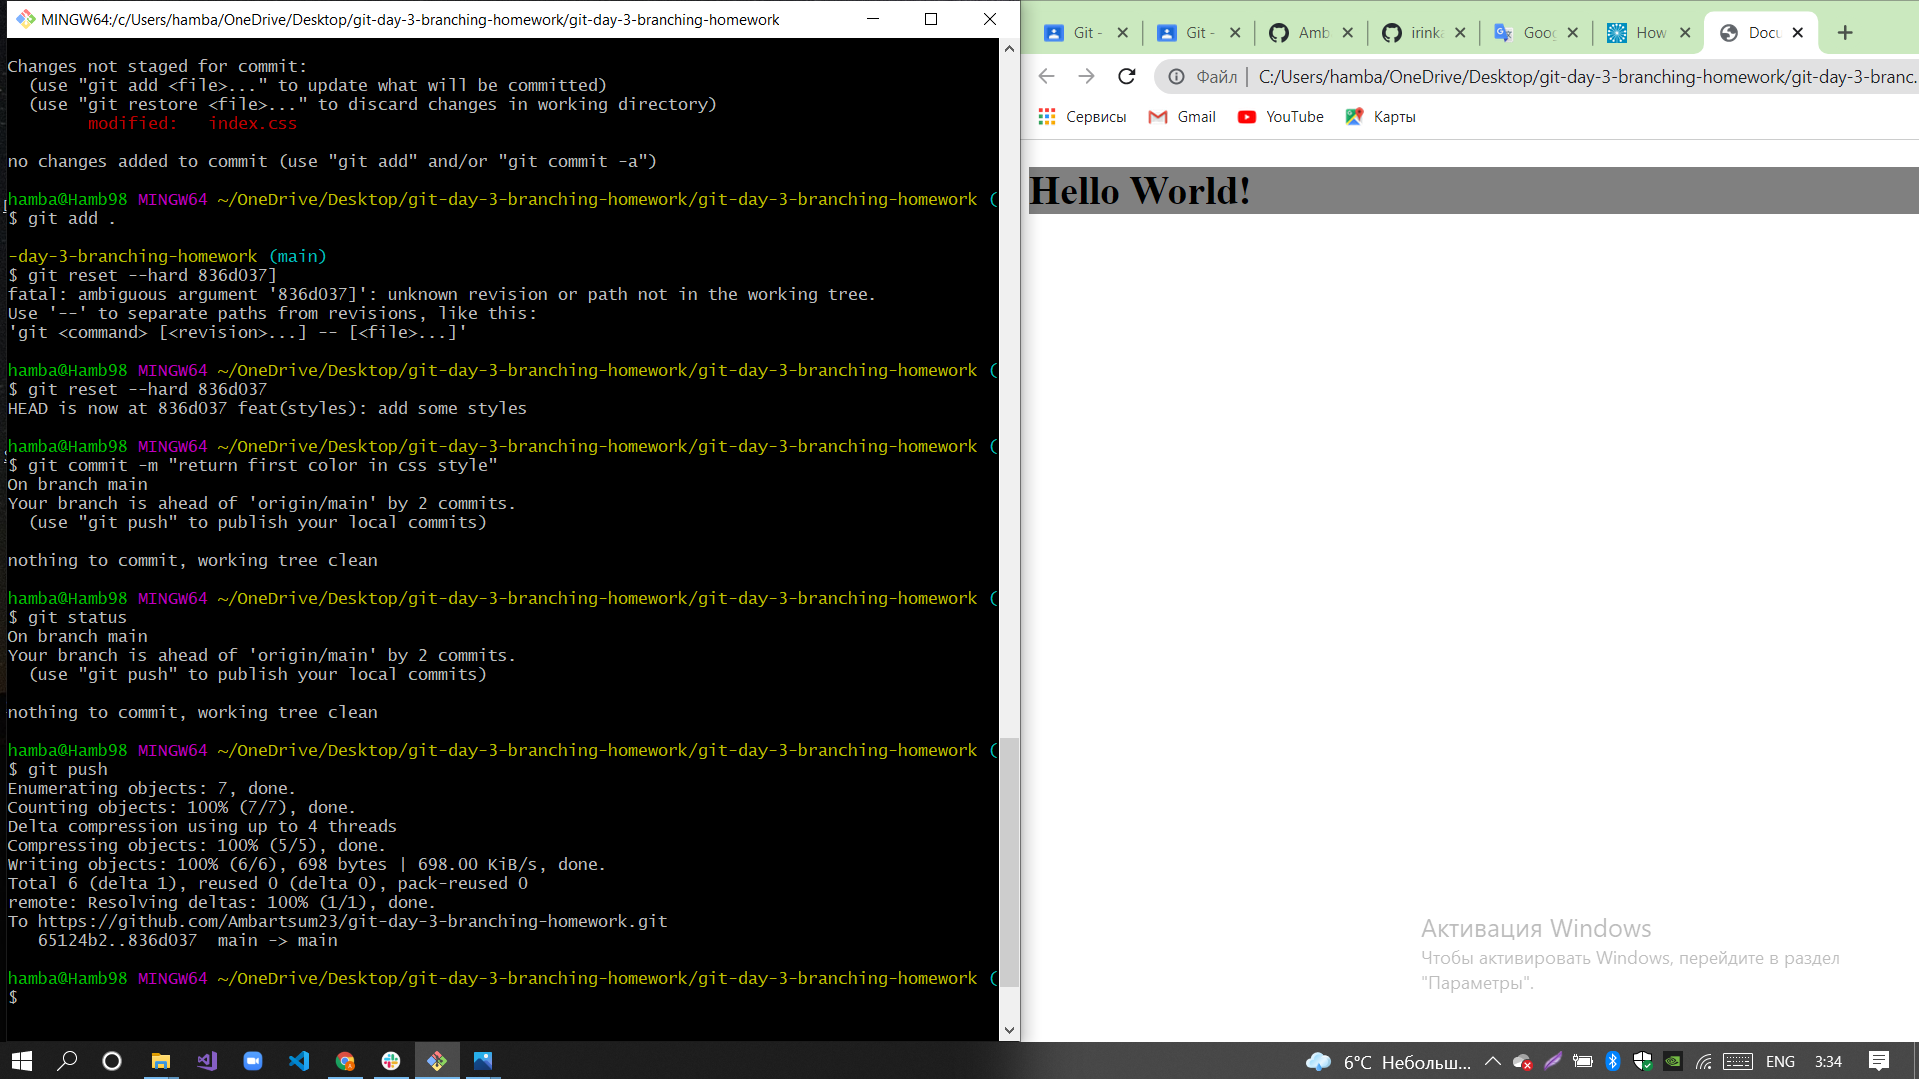 MINGW64:/c/Users/hamba/OneDrive/Desktop/git-day-3-branching-homework/git-day-3-branching-homework
Changes not staged for commit:
(use "git add <file>..." to update what will be committed)
(use "git restore <file>..." to discard changes in working directory)
modified: index.css
no changes added to commit (use "git add" and/or "git commit -a")
hamba@Hamb98 MINGW64 ~/OneDrive/Desktop/git-day-3-branching-homework/git-day-3-branching-homework (
$ git add .
-day-3-branching-homework (main)
$ git reset --hard 836d037]
fatal: ambiguous argument '836d037]': unknown revision or path not in the working tree.
Use '--' to separate paths from revisions, like this:
'git <command> [<revision>...] -- [<file>...]'
hamba@Hamb98 MINGW64 ~/OneDrive/Desktop/git-day-3-branching-homework/git-day-3-branching-homework (
$ git reset --hard 836d037
HEAD is now at 836d037 feat(styles): add some styles
hamba@Hamb98 MINGW64 ~/OneDrive/Desktop/git-day-3-branching-homework/git-day-3-branching-homework (
$ git commit -m "return first color in css style"
On branch main
Your branch is ahead of 'origin/main' by 2 commits.
(use "git push" to publish your local commits)
nothing to commit, working tree clean
hamba@Hamb98 MINGW64 ~/OneDrive/Desktop/git-day-3-branching-homework/git-day-3-branching-homework (
$ git status
On branch main
Your branch is ahead of 'origin/main' by 2 commits.
(use "git push" to publish your local commits)
nothing to commit, working tree clean
hamba@Hamb98 MINGW64 ~/OneDrive/Desktop/git-day-3-branching-homework/git-day-3-branching-homework (
$ git push
Enumerating objects: 7, done.
Counting objects: 100% (7/7), done.
Delta compression using up to 4 threads
Compressing objects: 100% (5/5), done.
Writing objects: 100% (6/6), 698 bytes | 698.00 KiB/s, done.
Total 6 (delta 1), reused 0 (delta 0), pack-reused 0
remote: Resolving deltas: 100% (1/1), done.
To https://github.com/Ambartsum23/git-day-3-branching-homework.git
65124b2..836d037 main -> main
hamba@Hamb98 MINGW64 ~/OneDrive/Desktop/git-day-3-branching-homework/git-day-3-branching-homework (
$
Git - Git - Amb irinka Goog How Docu
Файл | C:/Users/hamba/OneDrive/Desktop/git-day-3-branching-homework/git-day-3-branc...
Сервисы Gmail YouTube Карты
Hello World!
Активация Windows
Чтобы активировать Windows, перейдите в раздел
"Параметры".
6°C Небольш... ENG 3:34